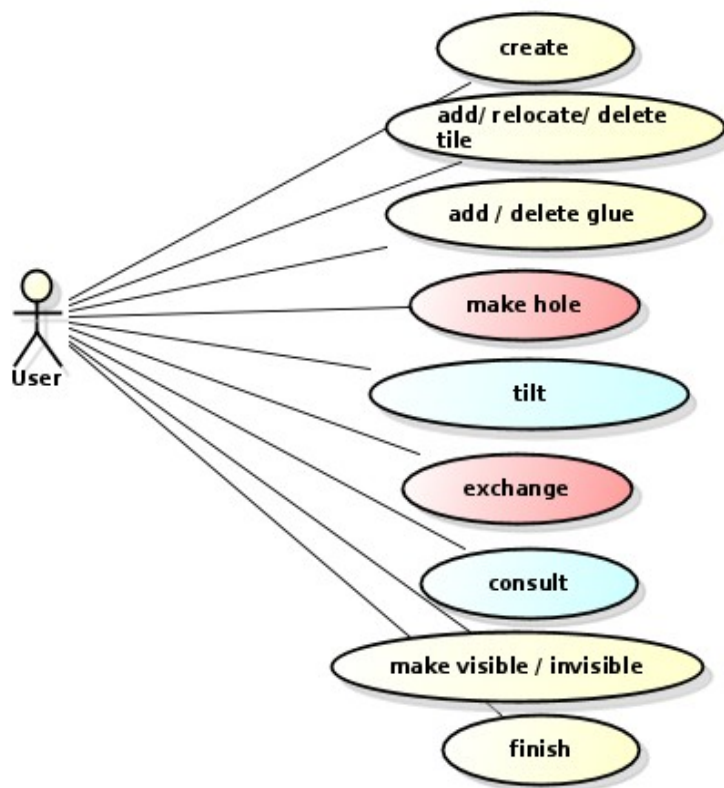 create
add/ relocate/ delete
tile
add / delete glue
make hole
User
tilt
exchange
consult
make visible / invisible
finish